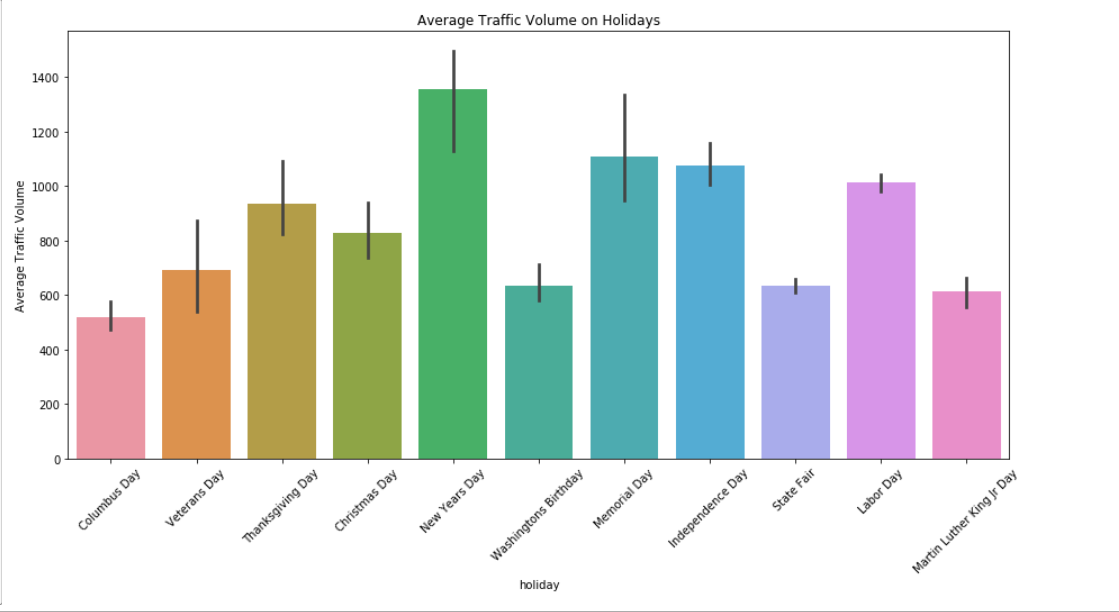 Average Traffic Volume on Holidays
Average Traffic Volume
1400
1200
1000
800
600
400
200
0
Columbus Day
Veterans Day
Thanksgiving Day
Christmas Day
New Years Day
Washingtons Birthday
Memorial Day
Independence Day
State Fair
Labor Day
Martin Luther King Jr Day
holiday